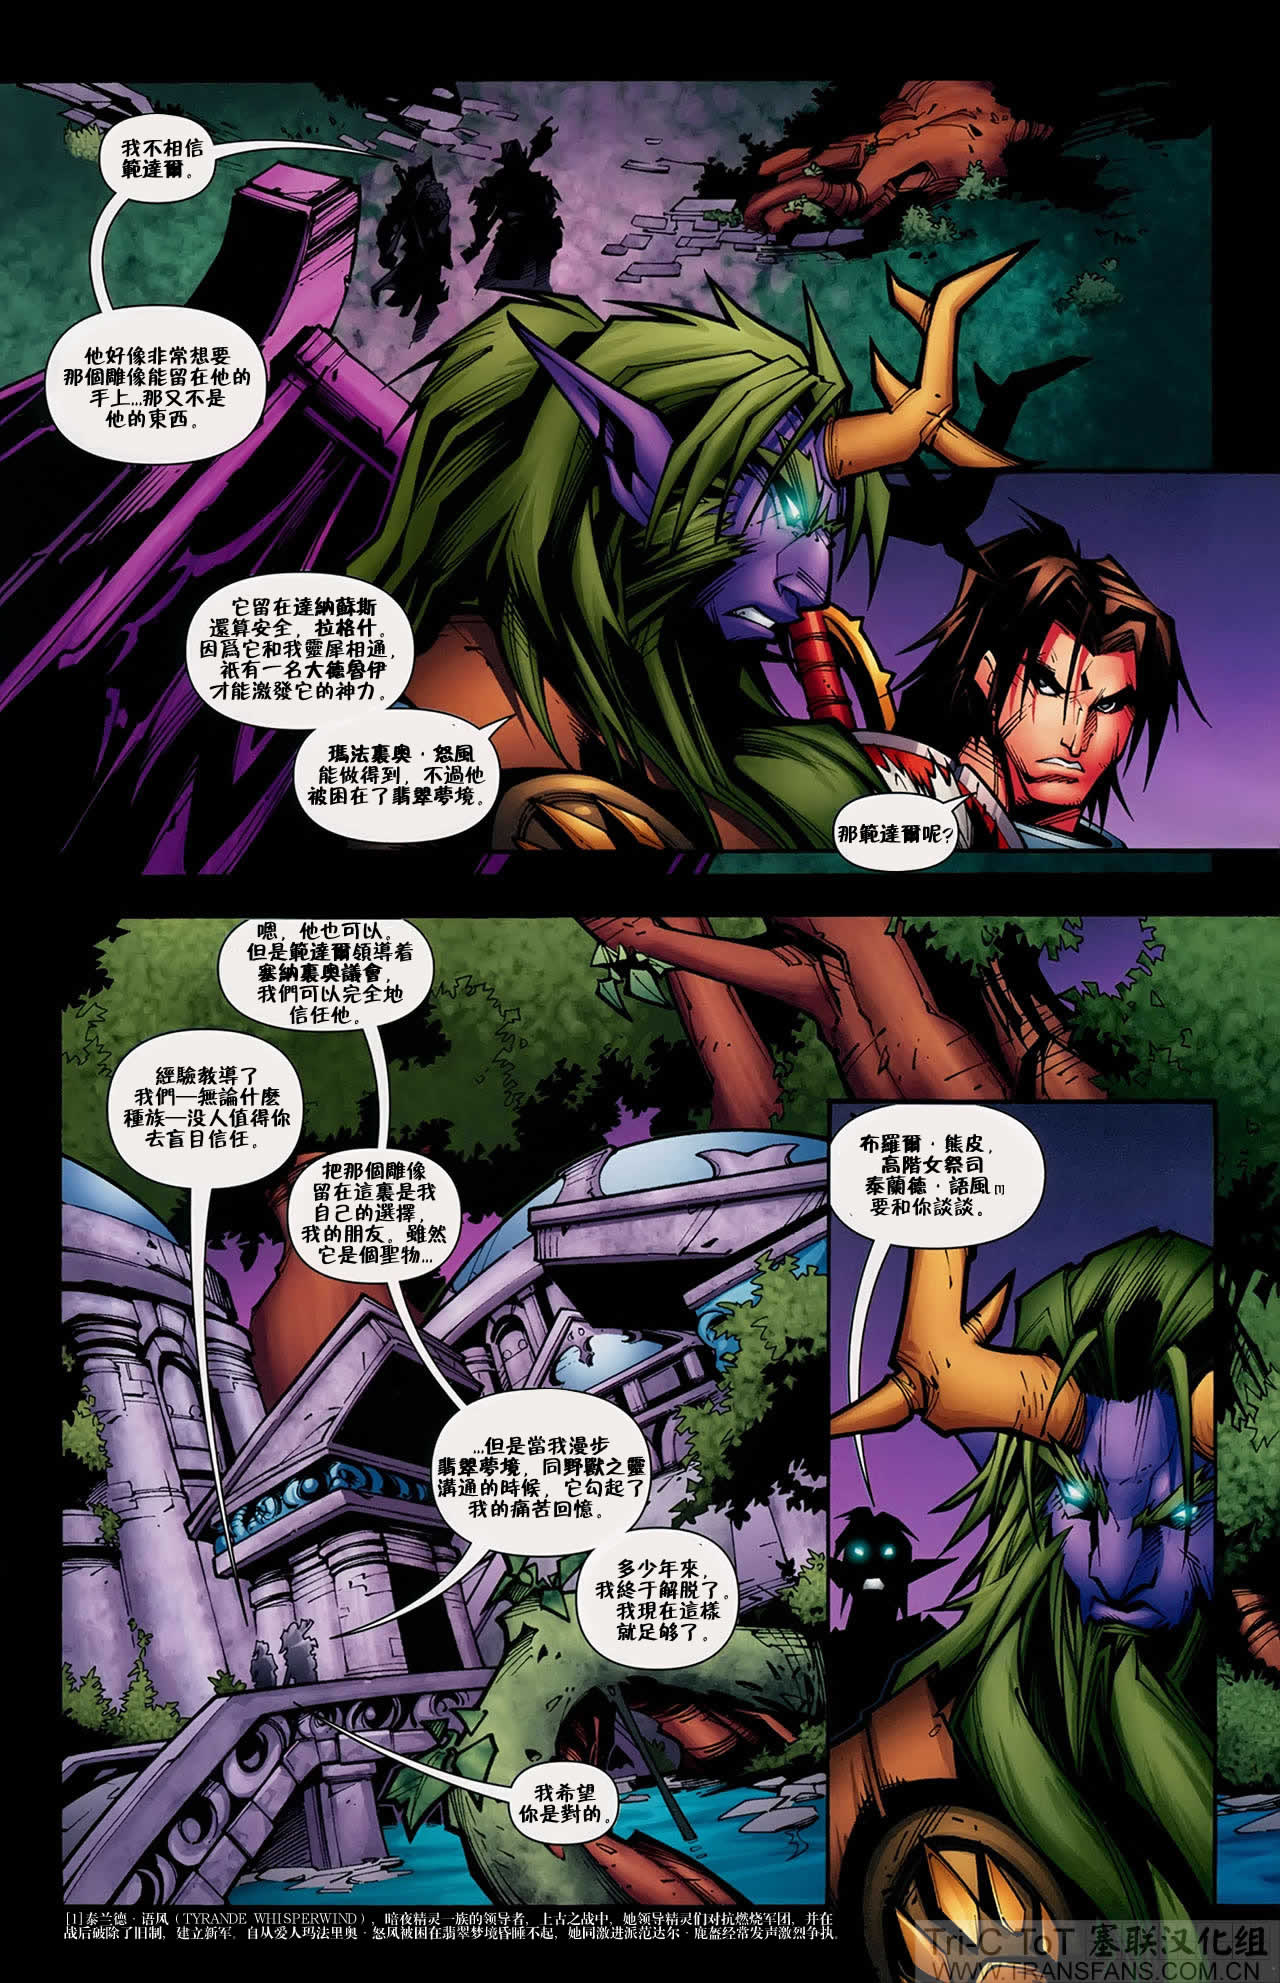 我不相信
範達爾。
他好像非常想要
那個雕像能留在他的
手上...那又不是
他的東西。
它留在達納蘇斯
還算安全，拉格什。
因爲它和我靈犀相通，
衹有一名大德魯伊
才能激發它的神力。
瑪法裏奥·怒風
能做得到，不過他
被困在了翡翠夢境。
那範達爾呢?
嗯，他也可以。
但是範達爾領導着
塞納裏奥議會，
我們可以完全地
信任他。
經驗教導了
我們—無論什麽
種族—没人值得你
去盲目信任。
把那個雕像
留在這裏是我
自己的選擇，
我的朋友。雖然
它是個聖物...
...但是當我漫步
翡翠夢境，同野獸之靈
溝通的時候，它勾起了
我的痛苦回憶。
多少年來，
我終于解脱了。
我現在這樣
就足够了。
我希望
你是對的。
布羅爾·熊皮，
高階女祭司
泰蘭德·語風[1]
要和你談談。
[1]泰兰德·语风（TYRANDE WHISPERWIND），暗夜精灵一族的领导者，上古之战中，她领导精灵们对抗燃烧军团，并在
战后破除了旧制，建立新军。自从爱人玛法里奥·怒风被困在翡翠梦境昏睡不起，她同激进派范达尔·鹿盔经常发声激烈争执。
Tri-C ToT 塞联汉化组
WWW.TRANSFANS.COM.CN